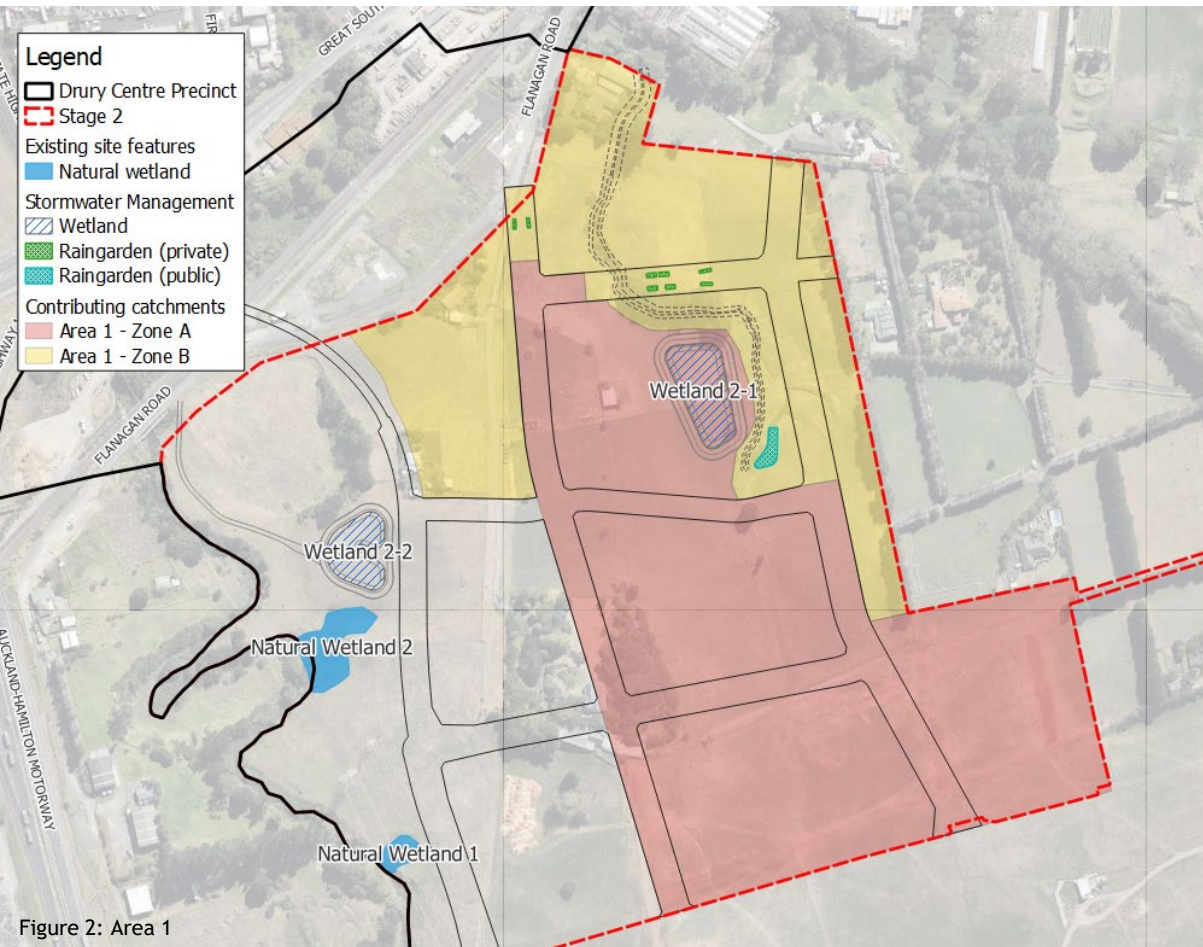 Legend
Drury Centre Precinct
Stage 2
Existing site features
Natural wetland
Stormwater Management
Wetland
Raingarden (private)
Raingarden (public)
Contributing catchments
Area 1 - Zone A
Area 1 - Zone B
GREAT SOUT
FLANAGAN ROAD
FLANAGAN ROAD
Wetland 2-1
Wetland 2-2
Natural Wetland 2
AUCKLAND-HAMILTON MOTORWAY
Natural Wetland 1
Figure 2: Area 1